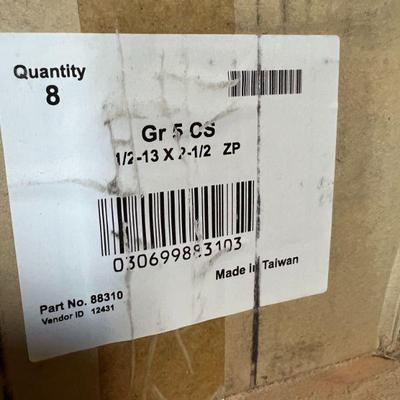 Quantity
8
Gr 5 CS
1/2-13 X 2-1/2 ZP
030699883103
Made in Taiwan
Part No. 88310
Vendor ID 12431